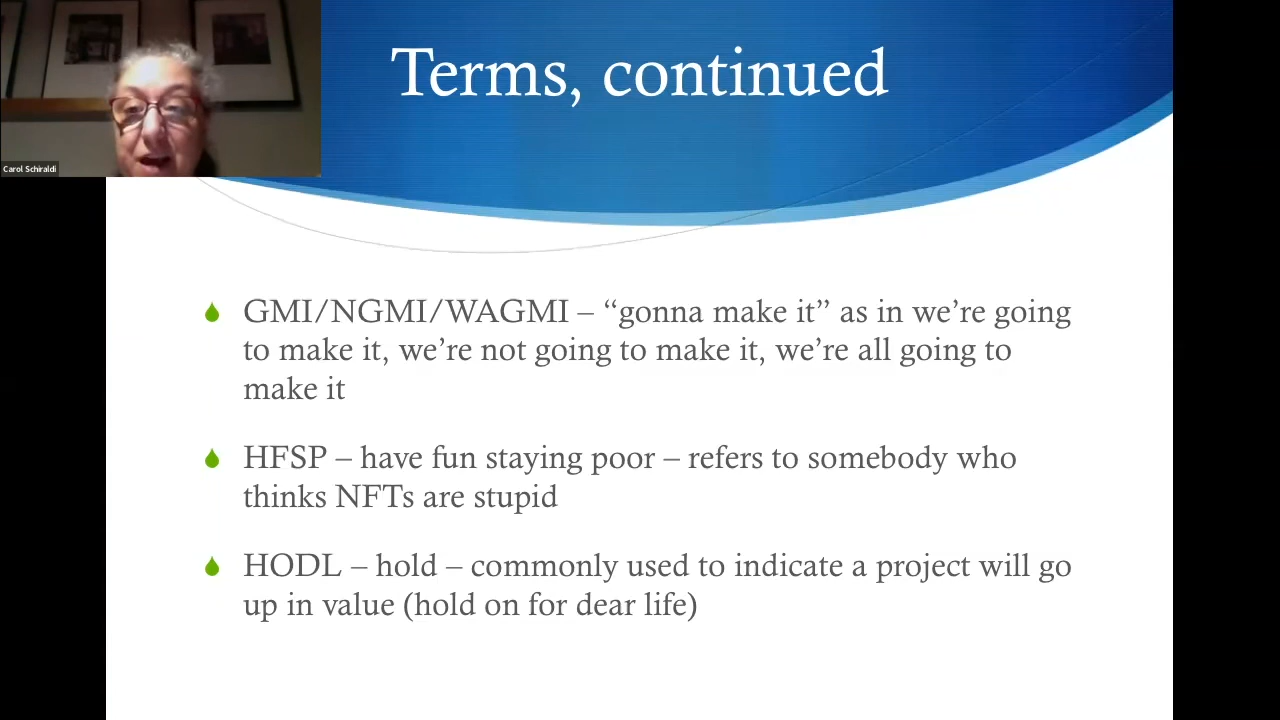 Terms, continued
Carol Schiraldi
GMI/NGMI/WAGMI – “gonna make it” as in we’re going
to make it, we’re not going to make it, we’re all going to
make it
HFSP – have fun staying poor – refers to somebody who
thinks NFTs are stupid
HODL – hold – commonly used to indicate a project will go
up in value (hold on for dear life)